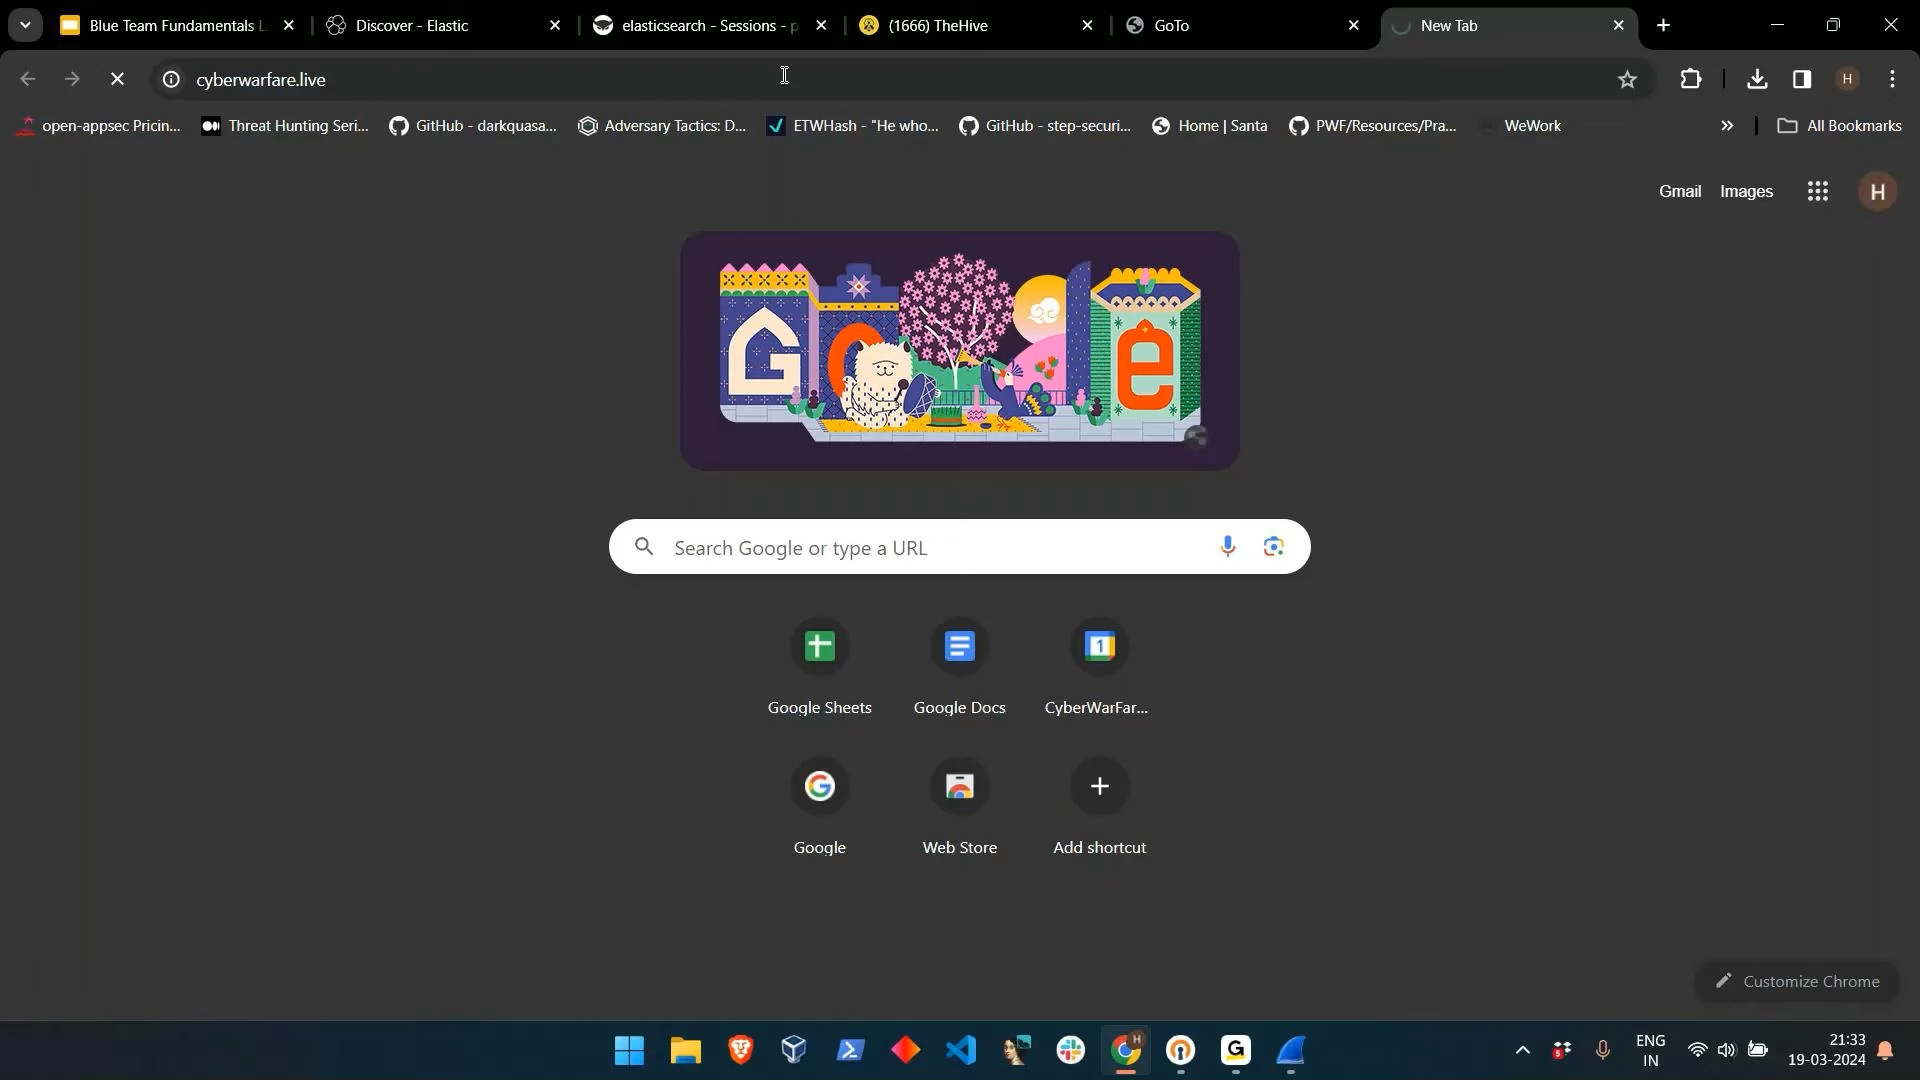 Blue Team Fundamentals L
Discover - Elastic
elasticsearch - Sessions - p
(1666) TheHive
GoTo
New Tab
cyberwarfare.live
H
open-appsec Pricin...
Threat Hunting Seri...
GitHub - darkquasa...
Adversary Tactics: D...
ETWHash - "He who...
GitHub - step-securi...
Home | Santa
PWF/Resources/Pra...
WeWork
All Bookmarks
Gmail
Images
H
G
e
Search Google or type a URL
1
Google Sheets
Google Docs
CyberWarFar...
Google
Web Store
Add shortcut
Customize Chrome
ENG
IN
21:33
19-03-2024